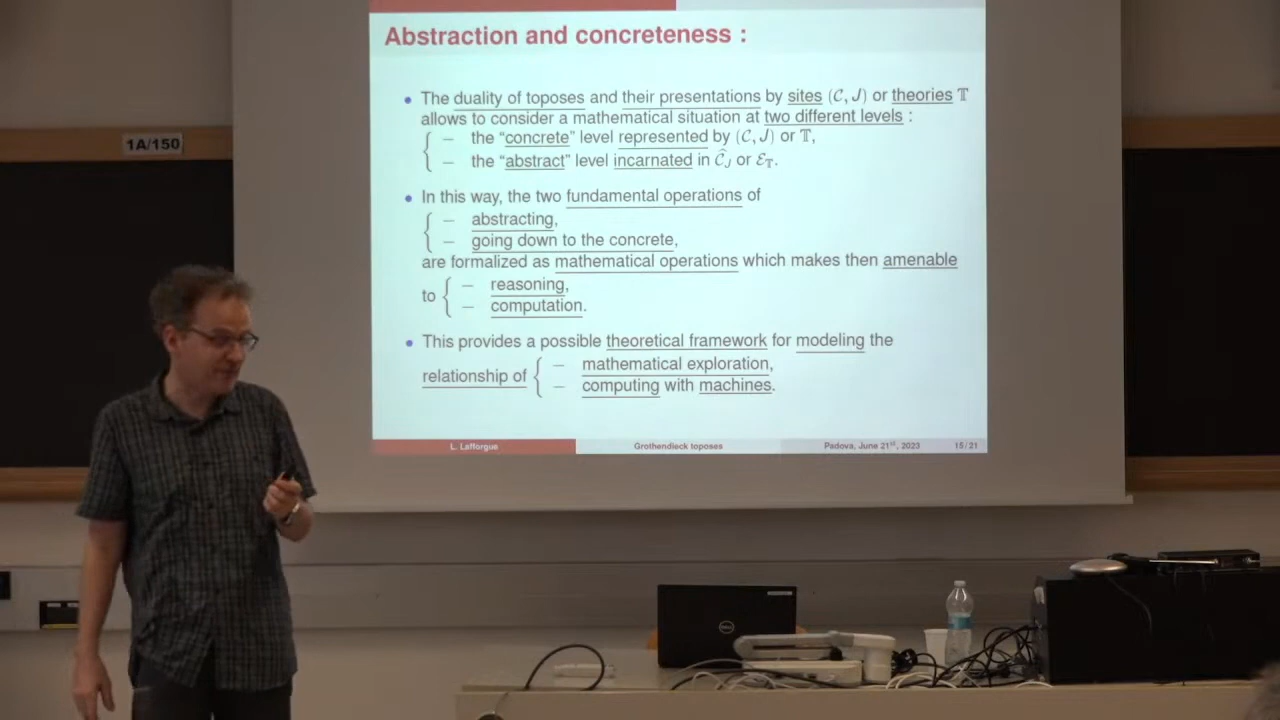 Abstraction and concreteness :
• The duality of toposes and their presentations by sites (𝒞, J) or theories 𝕋
allows to consider a mathematical situation at two different levels :
– the “concrete” level represented by (𝒞, J) or 𝕋,
– the “abstract” level incarnated in 𝒞̂_J or ℰ_𝕋.
• In this way, the two fundamental operations of
– abstracting,
– going down to the concrete,
are formalized as mathematical operations which makes then amenable
to { – reasoning,
– computation.
• This provides a possible theoretical framework for modeling the
relationship of { – mathematical exploration,
– computing with machines.
L. Lafforgue Grothendieck toposes Padova, June 21st, 2023 15 / 21
1A/150
DELL